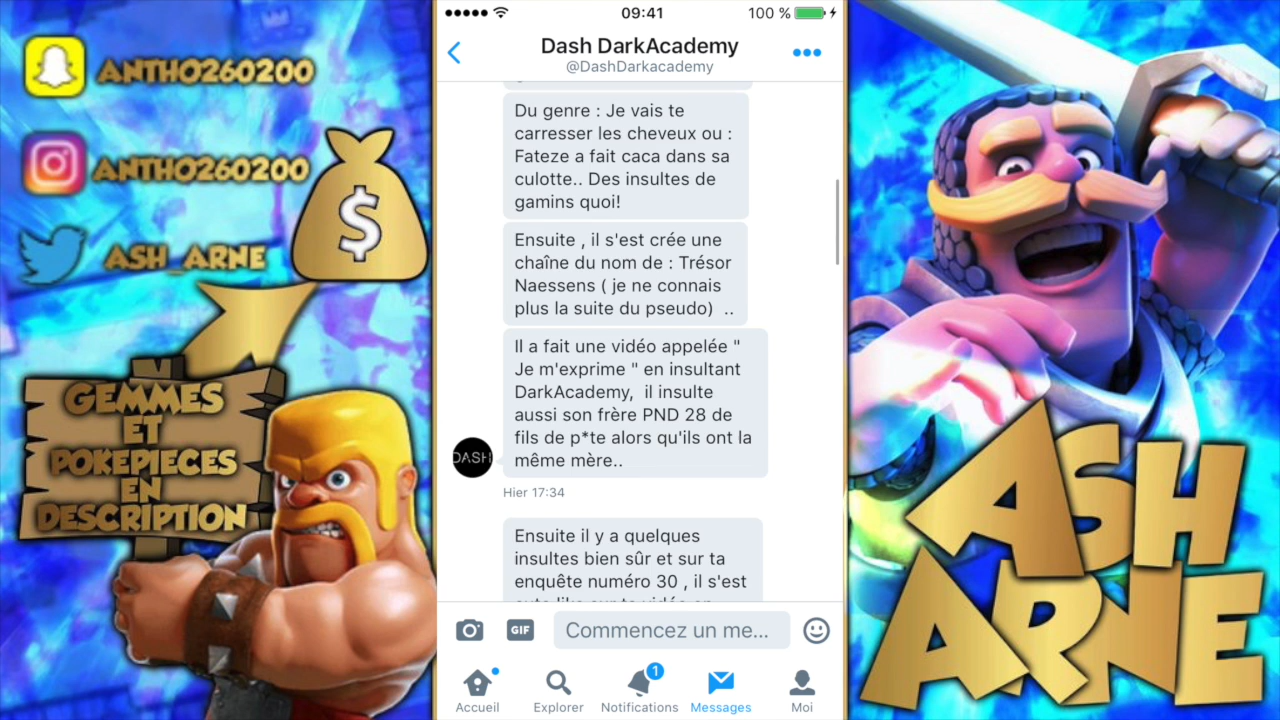 ANTHO260200
ANTHO260200
ASH_ARNE
$
GEMMES
ET
POKEPIECES
EN
DESCRIPTION
09:41
100 %
Dash DarkAcademy
@DashDarkacademy
Du genre : Je vais te
carresser les cheveux ou :
Fateze a fait caca dans sa
culotte.. Des insultes de
gamins quoi!
Ensuite , il s'est crée une
chaîne du nom de : Trésor
Naessens ( je ne connais
plus la suite du pseudo)  ..
Il a fait une vidéo appelée "
Je m'exprime " en insultant
DarkAcademy,  il insulte
aussi son frère PND 28 de
fils de p*te alors qu'ils ont la
même mère..
DASH
Hier 17:34
Ensuite il y a quelques
insultes bien sûr et sur ta
enquête numéro 30 , il s'est
GIF
Commencez un me...
1
Accueil
Explorer
Notifications
Messages
Moi
ASH
ARNE